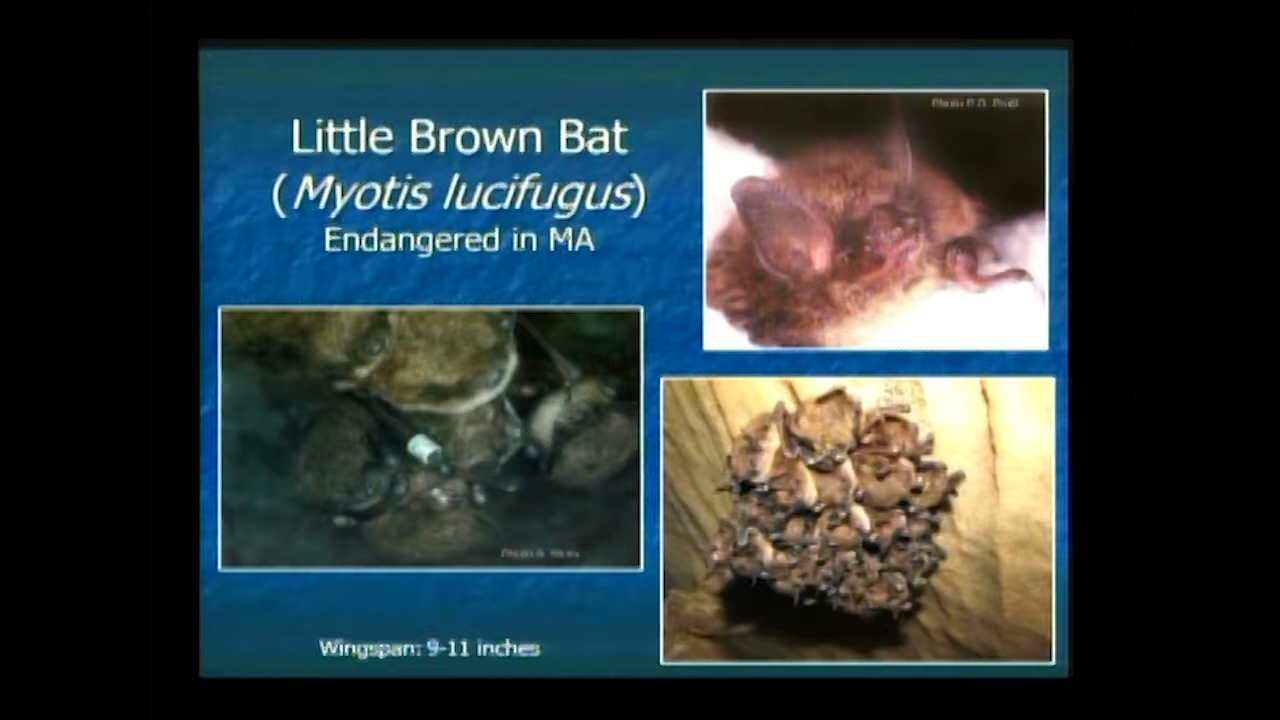 Little Brown Bat
(Myotis lucifugus)
Endangered in MA
Wingspan: 9-11 inches